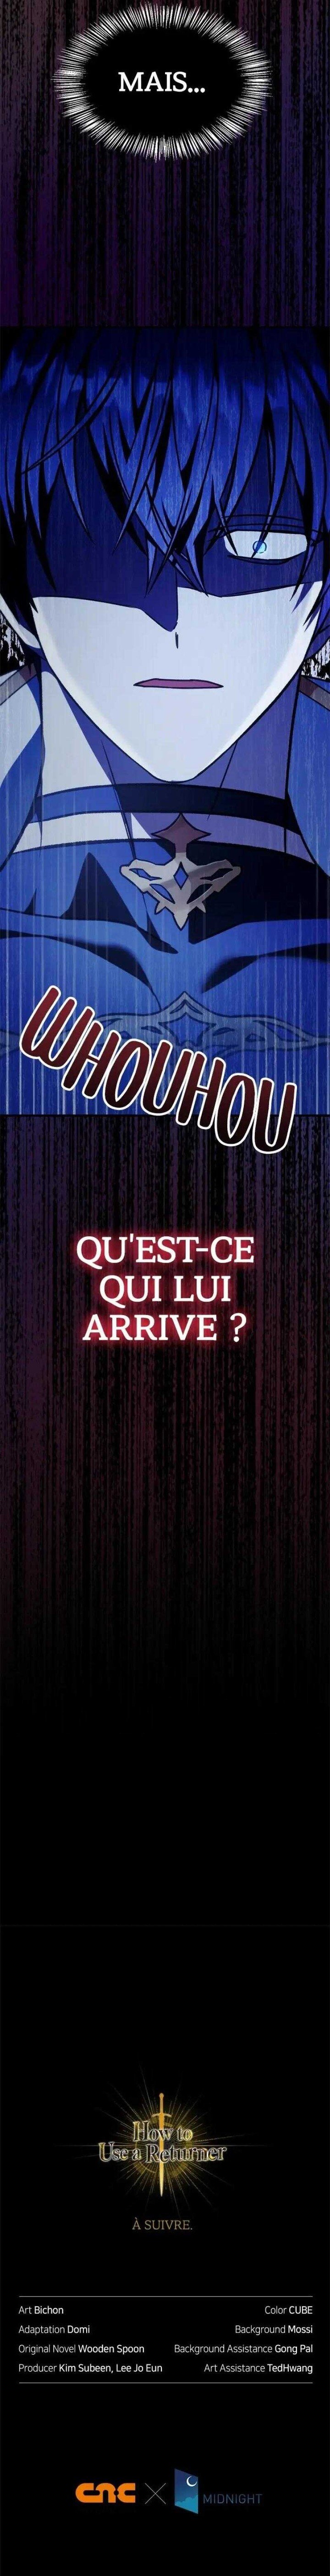 MAIS...
WHOUHOU
QU'EST-CE
QUI LUI
ARRIVE ?
How to
Use a Returner
À SUIVRE.
Art Bichon
Color CUBE
Adaptation Domi
Background Mossi
Original Novel Wooden Spoon
Background Assistance Gong Pal
Producer Kim Subeen, Lee Jo Eun
Art Assistance TedHwang
CNC
MIDNIGHT